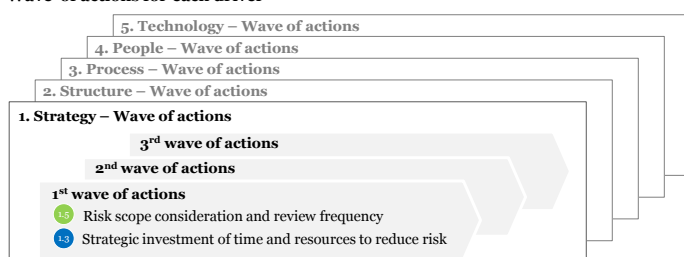 5. Technology – Wave of actions
4. People – Wave of actions
3. Process – Wave of actions
2. Structure – Wave of actions
1. Strategy – Wave of actions
3rd wave of actions
2nd wave of actions
1st wave of actions
1.5 Risk scope consideration and review frequency
1.3 Strategic investment of time and resources to reduce risk